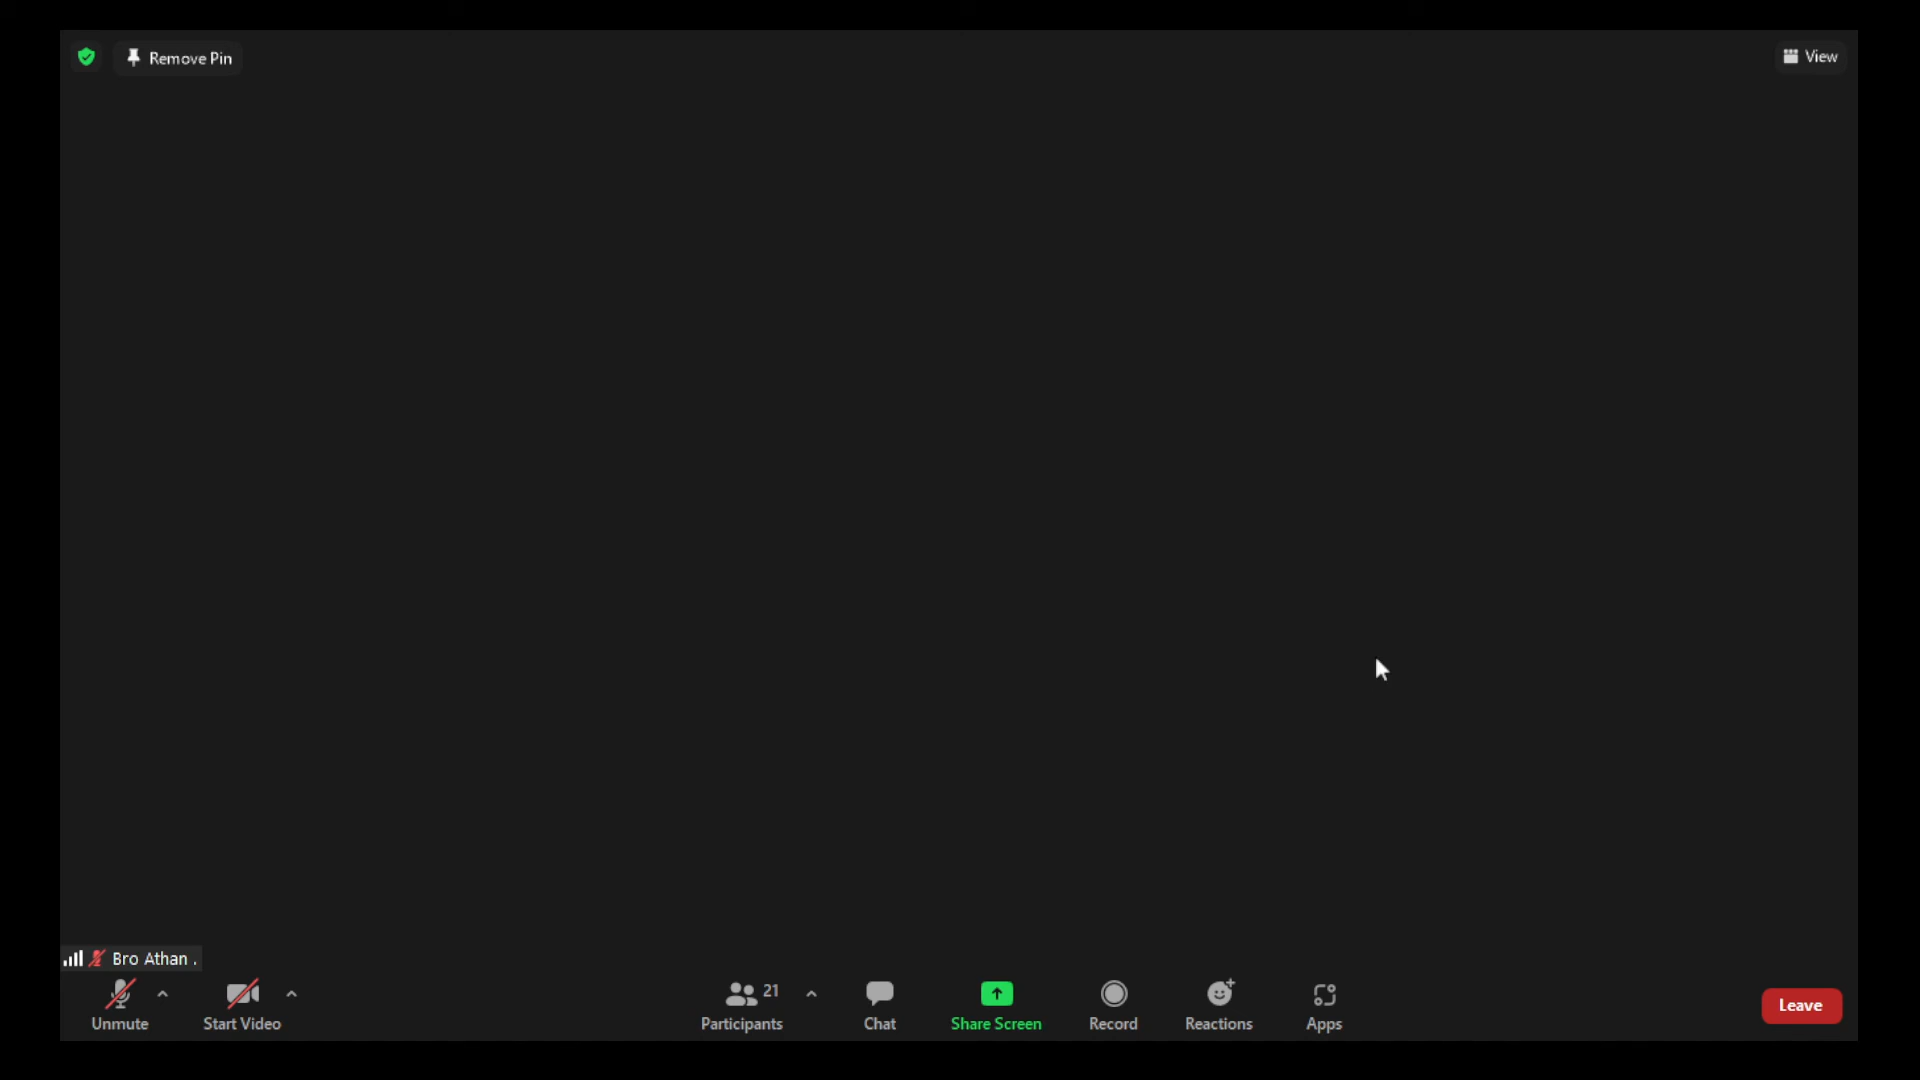 Remove Pin
View
Bro Athan .
Unmute
Start Video
21
Participants
Chat
Share Screen
Record
Reactions
Apps
Leave